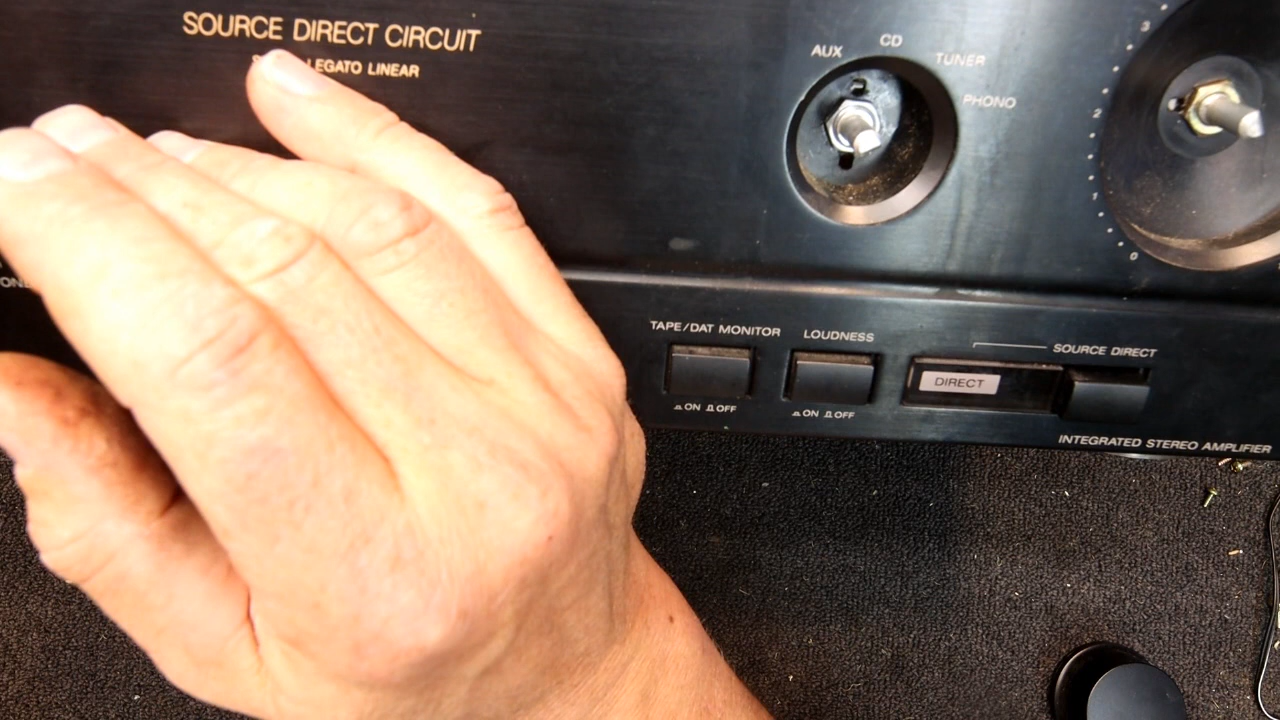 SOURCE DIRECT CIRCUIT
LEGATO LINEAR
AUX
CD
TUNER
PHONO
3
2
1
0
TAPE/DAT MONITOR
LOUDNESS
SOURCE DIRECT
DIRECT
ON OFF
ON OFF
INTEGRATED STEREO AMPLIFIER